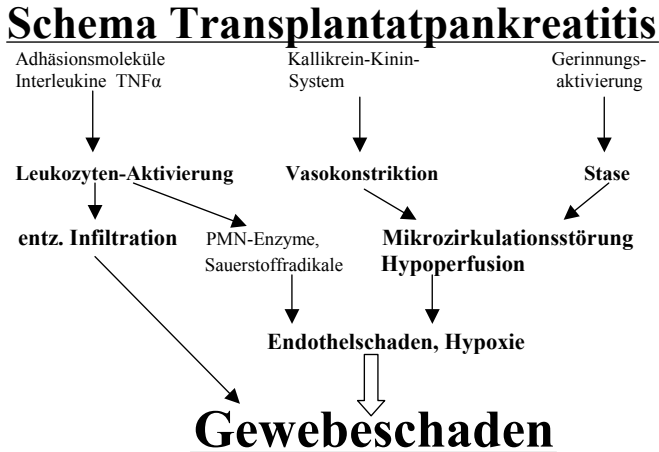 Schema Transplantatpankreatitis
Adhäsionsmoleküle
Interleukine TNFα
Kallikrein-Kinin-
System
Gerinnungs-
aktivierung
Leukozyten-Aktivierung
Vasokonstriktion
Stase
entz. Infiltration
PMN-Enzyme,
Sauerstoffradikale
Mikrozirkulationsstörung
Hypoperfusion
Endothelschaden, Hypoxie
Gewebeschaden